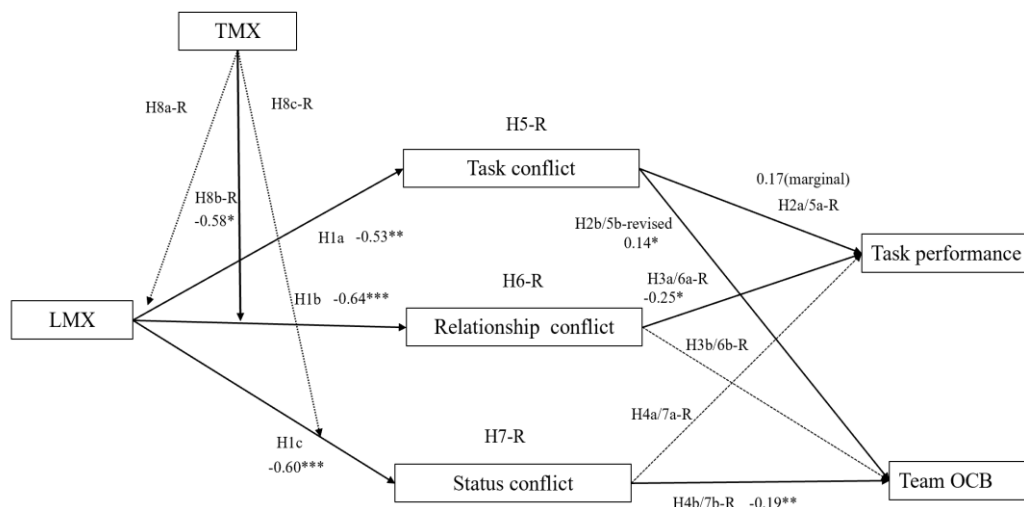 TMX
H8a-R
H8c-R
H5-R
Task conflict
0.17(marginal)
H2a/5a-R
H8b-R
-0.58*
H2b/5b-revised
0.14*
H1a -0.53**
Task performance
H3a/6a-R
-0.25*
H6-R
H1b -0.64***
LMX
Relationship conflict
H3b/6b-R
H4a/7a-R
H7-R
H1c
-0.60***
Status conflict
Team OCB
H4b/7b-R -0.19**